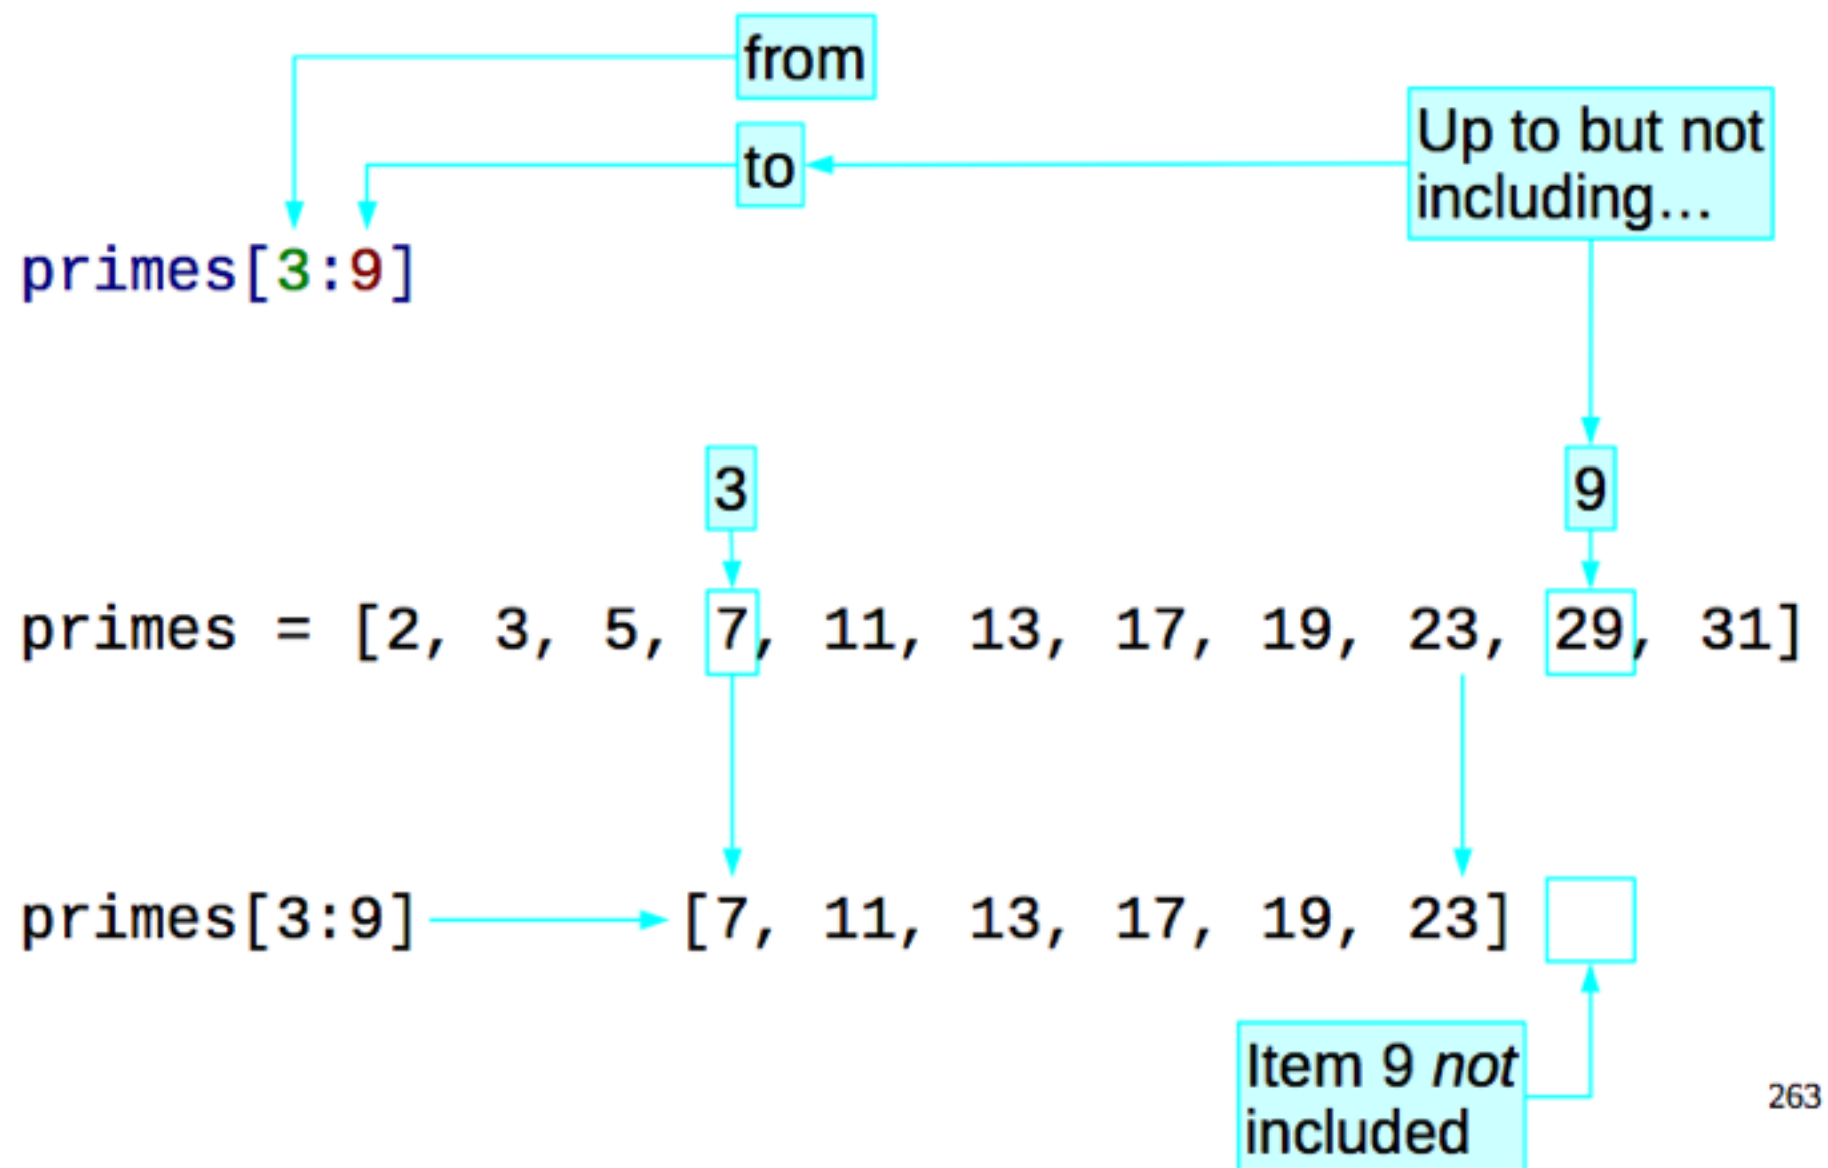 from
to
Up to but not
including…
primes[3:9]
3
9
primes = [2, 3, 5, 7, 11, 13, 17, 19, 23, 29, 31]
primes[3:9]
[7, 11, 13, 17, 19, 23]
Item 9 not
included
263